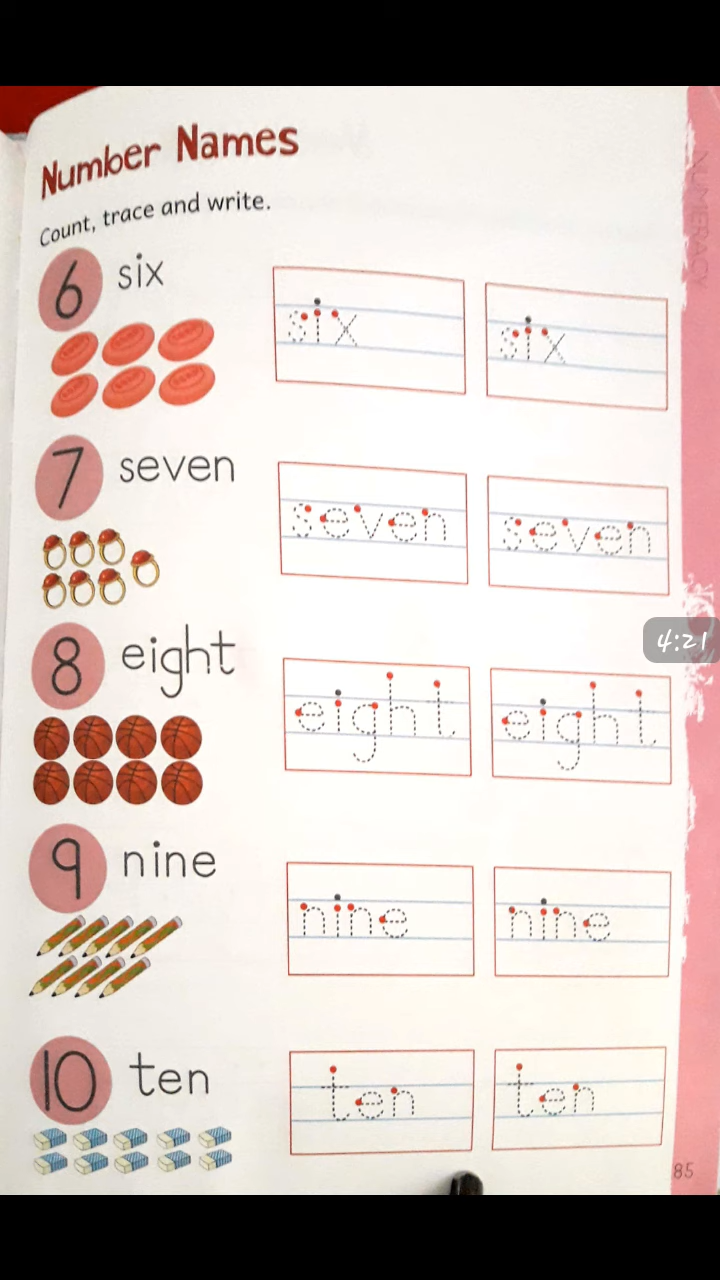 Number Names
Count, trace and write.
6 six
six six
7 seven
seven seven
4:21
8 eight
eight eight
9 nine
nine nine
10 ten
ten ten
85
NUMERACY